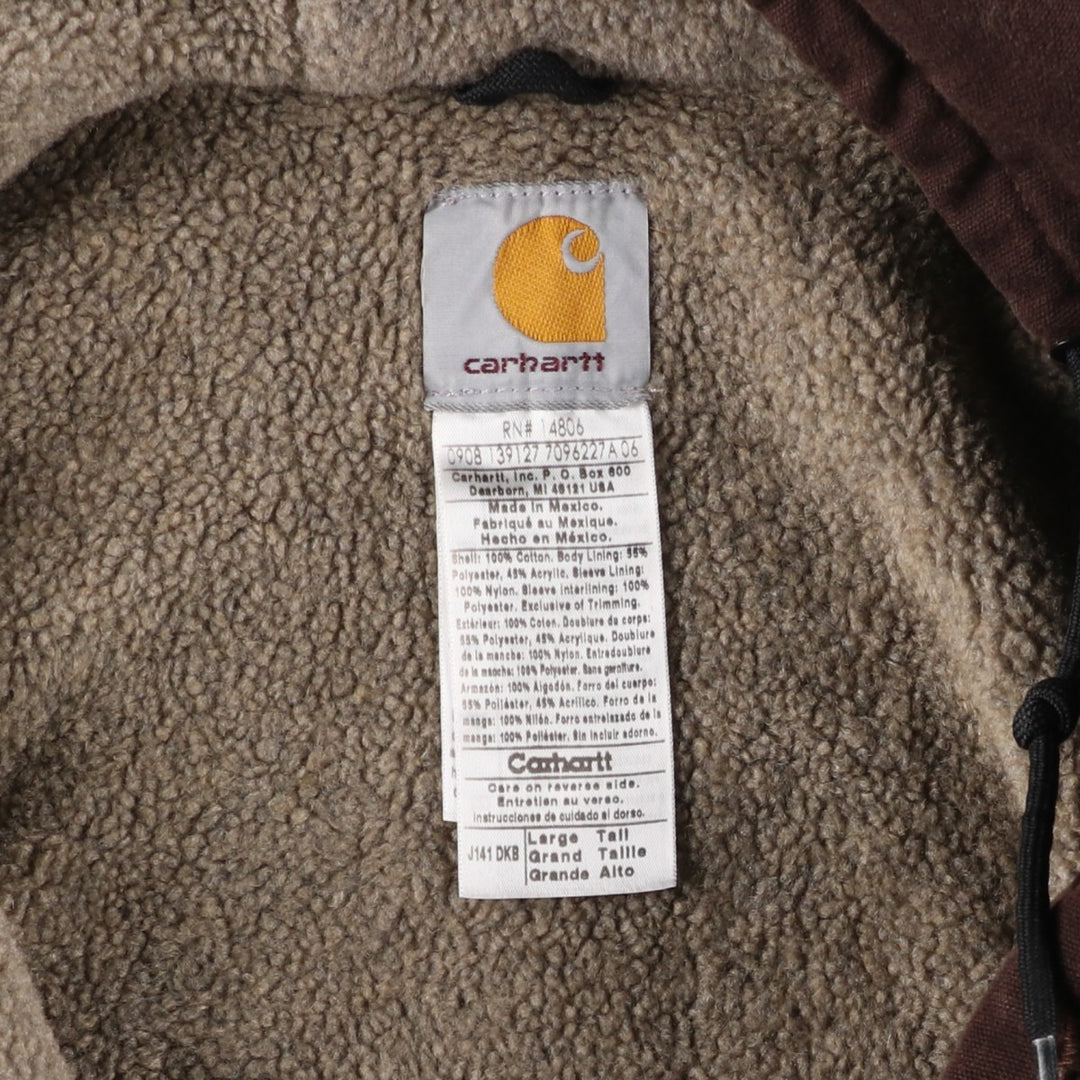 carhartt
RN# 14806
0908 139127 7096227A 06
Carhartt, Inc. P. O. Box 600
Dearborn, MI 48121 USA
Made in Mexico.
Fabriqué au Mexique.
Hecho en México.
Shell: 100% Cotton. Body Lining: 55%
Polyester, 45% Acrylic. Sleeve Lining:
100% Nylon. Sleeve Interlining: 100%
Polyester. Exclusive of Trimming.
Extérieur: 100% Coton. Doublure du corps:
55% Polyester, 45% Acrylique. Doublure
de la manche: 100% Nylon. Entredoublure
de la manche: 100% Polyester. Sans garniture.
Armazón: 100% Algodón. Forro del cuerpo:
55% Poliéster, 45% Acrílico. Forro de la
manga: 100% Nilón. Forro entrelazado de la
manga: 100% Poliéster. Sin incluir adorno.
Carhartt
Care on reverse side.
Entretien au verso.
Instrucciones de cuidado al dorso.
J141 DKB
Large Tall
Grand Taille
Grande Alto